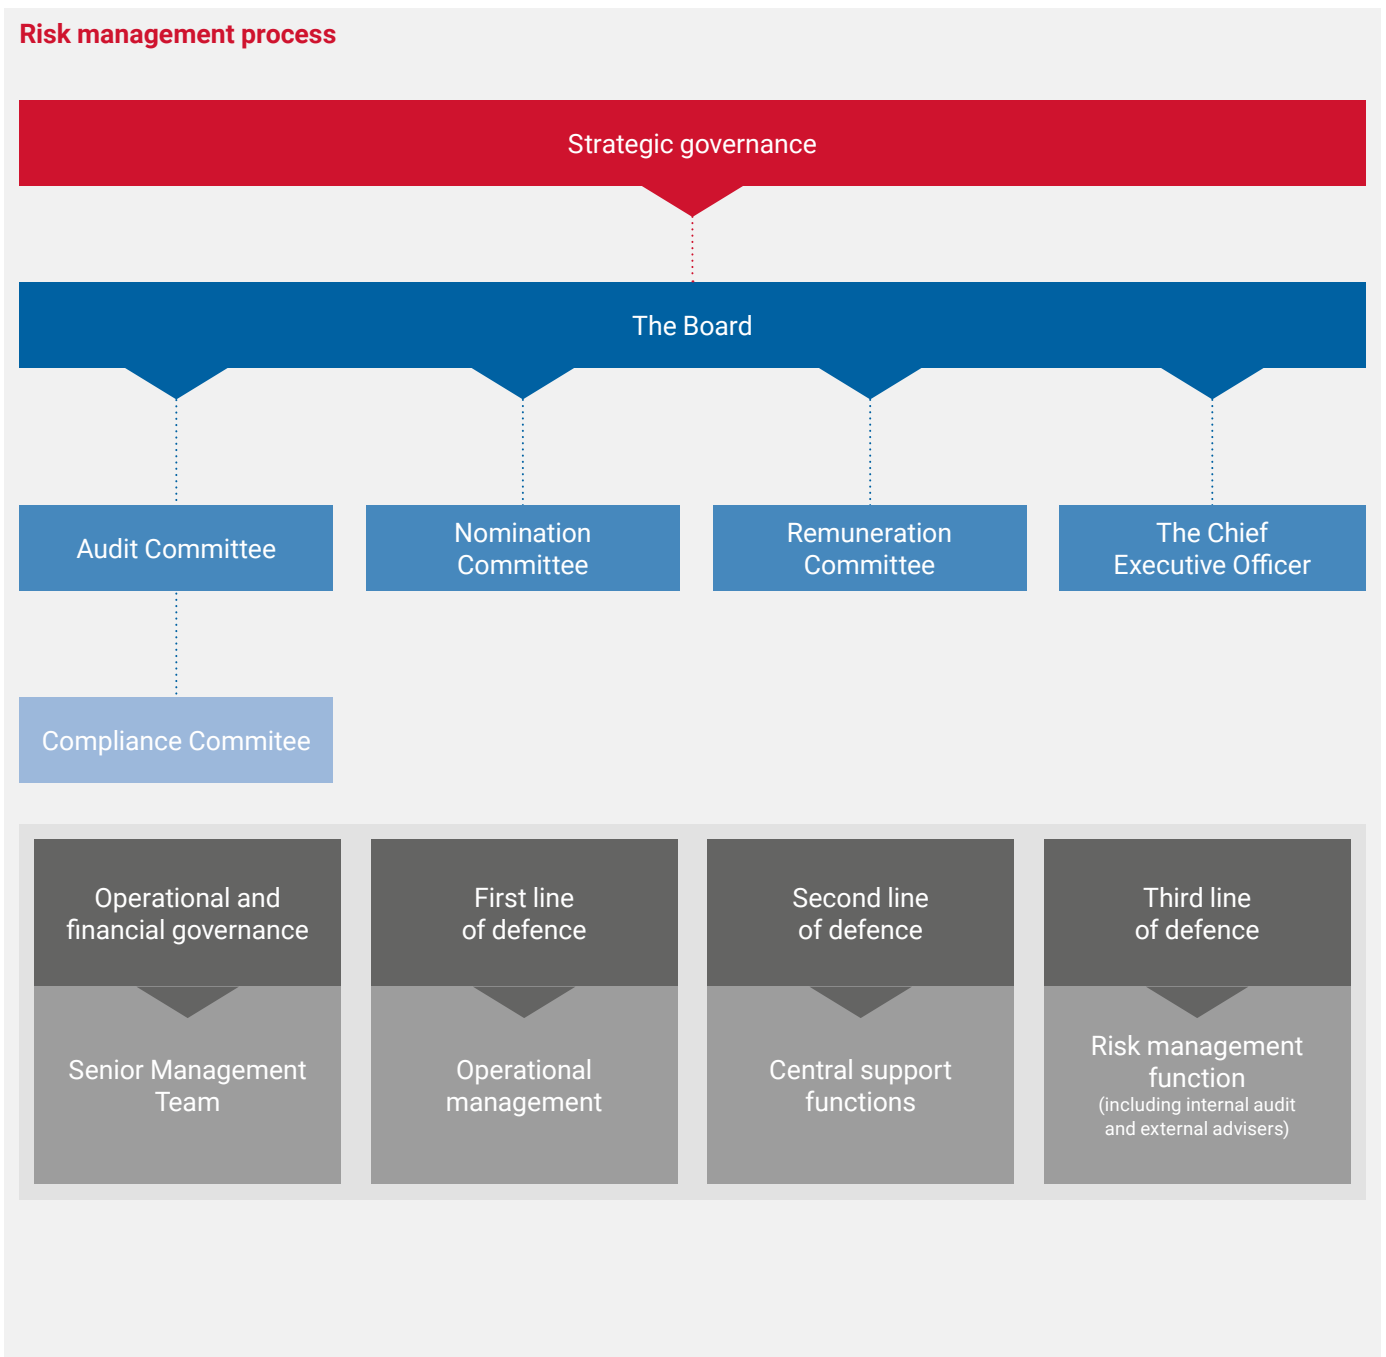 Risk management process
Strategic governance
The Board
Audit Committee
Nomination
Committee
Remuneration
Committee
The Chief
Executive Officer
Compliance Commitee
Operational and
financial governance
First line
of defence
Second line
of defence
Third line
of defence
Senior Management
Team
Operational
management
Central support
functions
Risk management
function
(including internal audit
and external advisers)